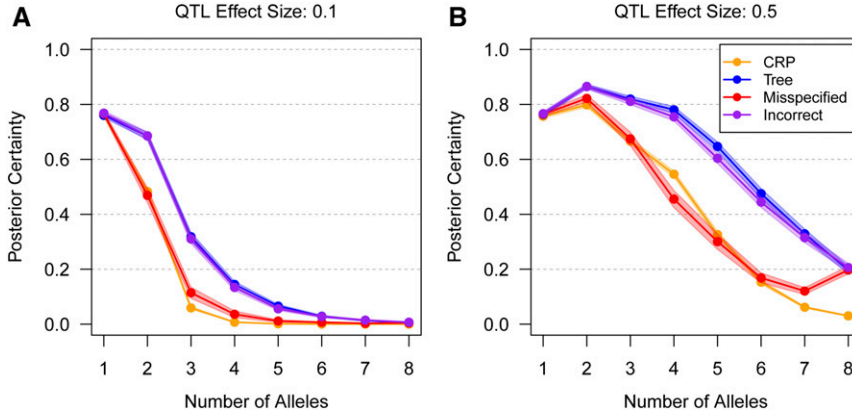 A
QTL Effect Size: 0.1
Posterior Certainty
1.0
0.8
0.6
0.4
0.2
0.0
1 2 3 4 5 6 7 8
Number of Alleles
B
QTL Effect Size: 0.5
Posterior Certainty
1.0
0.8
0.6
0.4
0.2
0.0
CRP
Tree
Misspecified
Incorrect
1 2 3 4 5 6 7 8
Number of Alleles